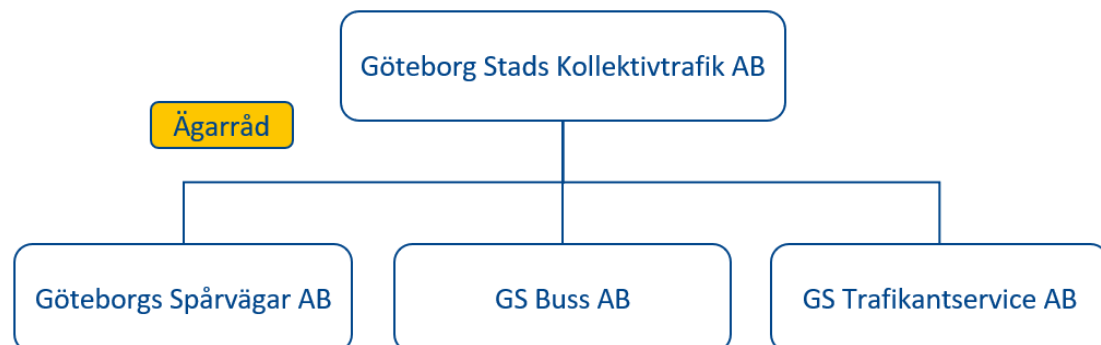 Göteborg Stads Kollektivtrafik AB
Ägarråd
Göteborgs Spårvägar AB
GS Buss AB
GS Trafikantservice AB